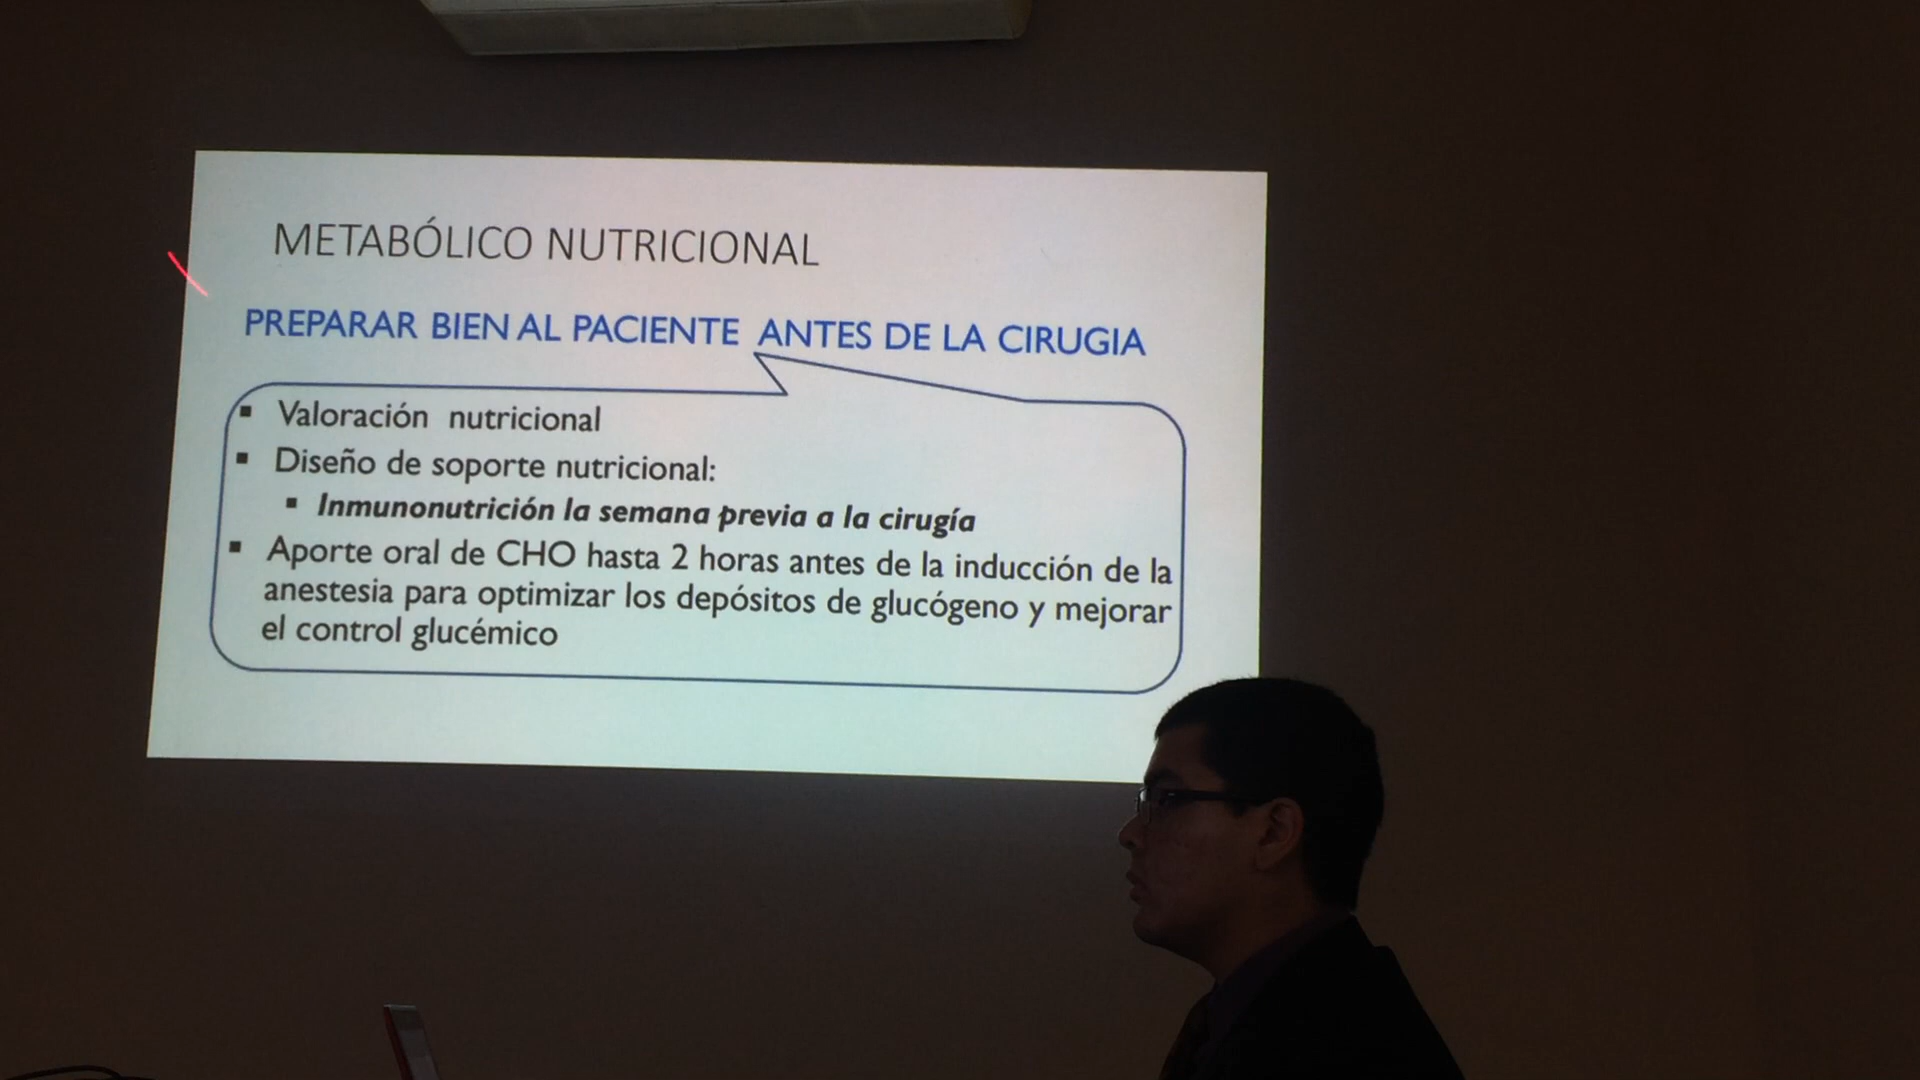 METABÓLICO NUTRICIONAL
PREPARAR BIEN AL PACIENTE ANTES DE LA CIRUGIA
▪ Valoración nutricional
▪ Diseño de soporte nutricional:
▪ Inmunonutrición la semana previa a la cirugía
▪ Aporte oral de CHO hasta 2 horas antes de la inducción de la
anestesia para optimizar los depósitos de glucógeno y mejorar
el control glucémico